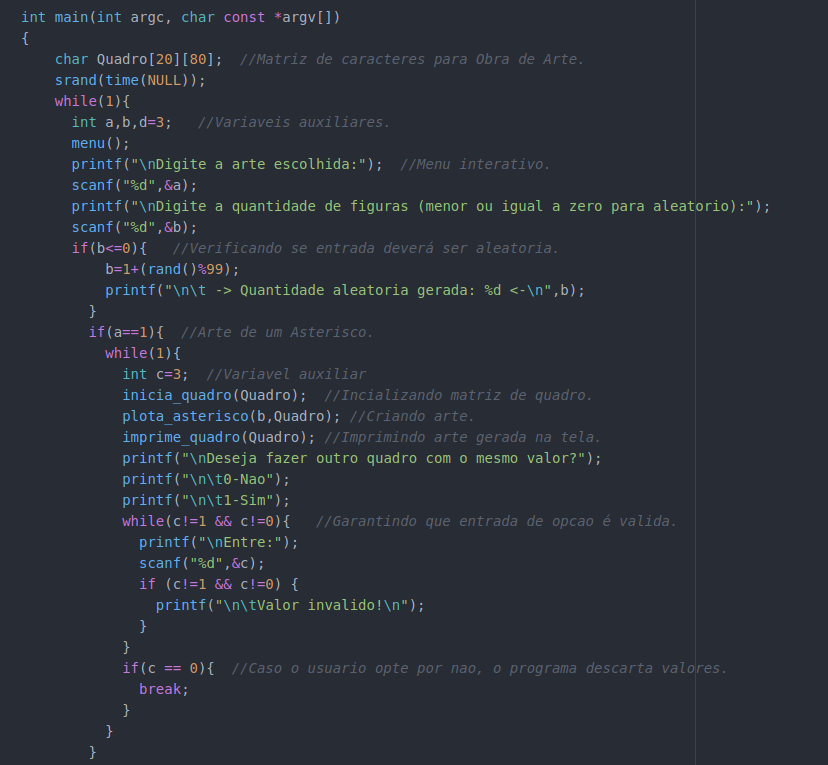 int main(int argc, char const *argv[])
{
    char Quadro[20][80];  //Matriz de caracteres para Obra de Arte.
    srand(time(NULL));
    while(1){
      int a,b,d=3;   //Variaveis auxiliares.
      menu();
      printf("\nDigite a arte escolhida:");  //Menu interativo.
      scanf("%d",&a);
      printf("\nDigite a quantidade de figuras (menor ou igual a zero para aleatorio):");
      scanf("%d",&b);
      if(b<=0){   //Verificando se entrada deverá ser aleatoria.
          b=1+(rand()%99);
          printf("\n\t -> Quantidade aleatoria gerada: %d <-\n",b);
        }
        if(a==1){  //Arte de um Asterisco.
          while(1){
            int c=3;  //Variavel auxiliar
            inicia_quadro(Quadro);  //Incializando matriz de quadro.
            plota_asterisco(b,Quadro); //Criando arte.
            imprime_quadro(Quadro); //Imprimindo arte gerada na tela.
            printf("\nDeseja fazer outro quadro com o mesmo valor?");
            printf("\n\t0-Nao");
            printf("\n\t1-Sim");
            while(c!=1 && c!=0){   //Garantindo que entrada de opcao é valida.
              printf("\nEntre:");
              scanf("%d",&c);
              if (c!=1 && c!=0) {
                printf("\n\tValor invalido!\n");
              }
            }
            if(c == 0){  //Caso o usuario opte por nao, o programa descarta valores.
              break;
            }
          }
        }